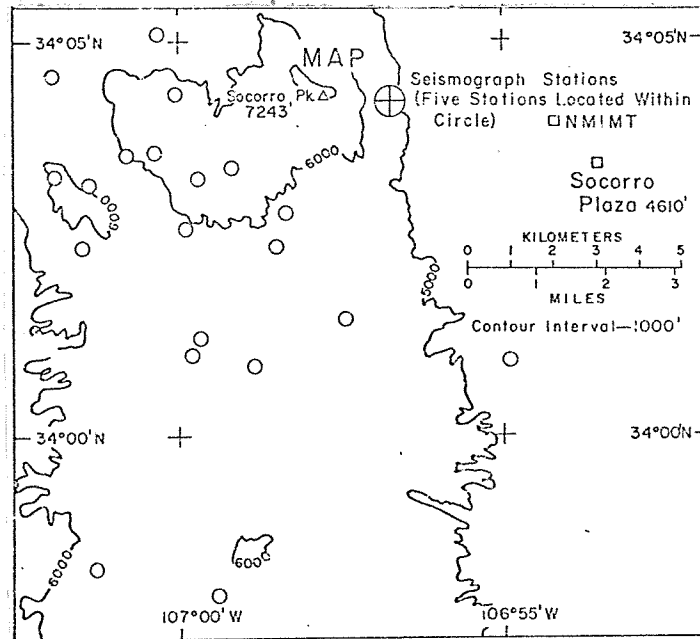 34°05'N
34°05'N
MAP
Seismograph Stations
(Five Stations Located Within
Circle)
NMIMT
Socorro Pk.
7243'
6000
Socorro
Plaza 4610'
6000
KILOMETERS
0 1 2 3 4 5
5000
0 1 2 3
MILES
Contour Interval—1000'
34°00'N
34°00'N
6000
6000
107°00'W
106°55'W